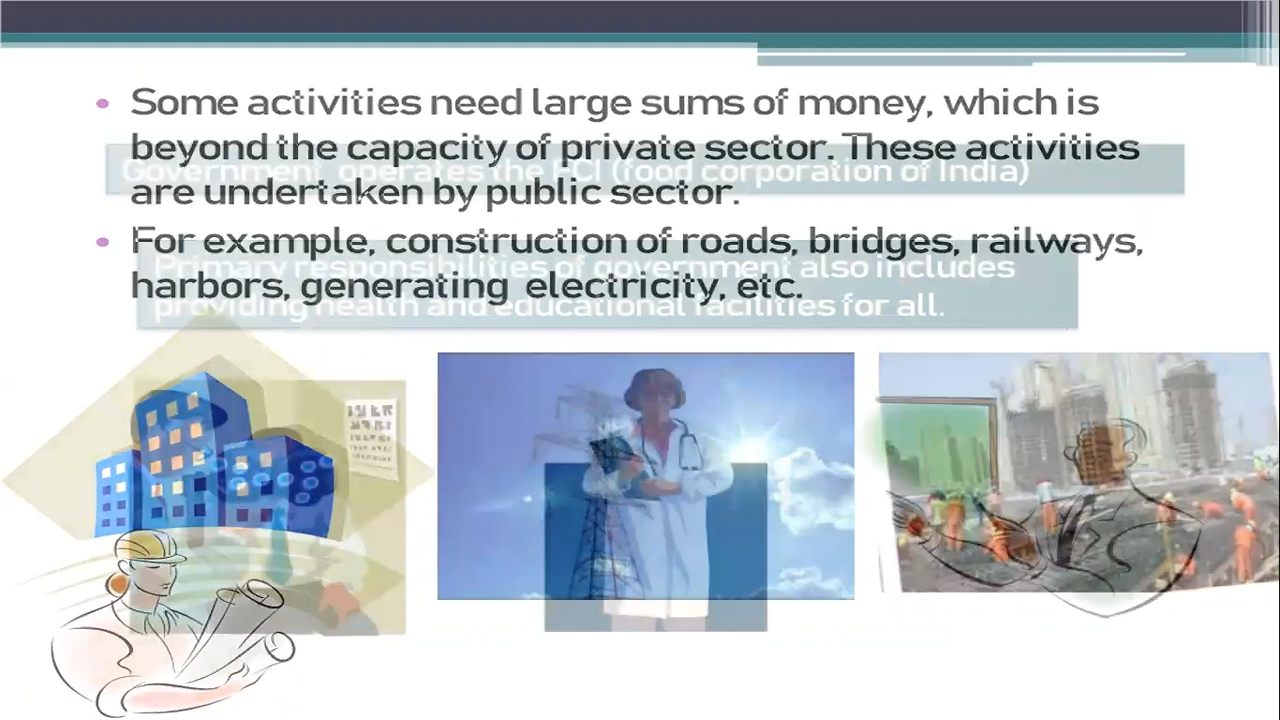 Some activities need large sums of money, which is
beyond the capacity of private sector. These activities
are undertaken by public sector.
For example, construction of roads, bridges, railways,
harbors, generating electricity, etc.
Government operates the FCI (food corporation of India)
Primary responsibilities of government also includes
providing health and educational facilities for all.